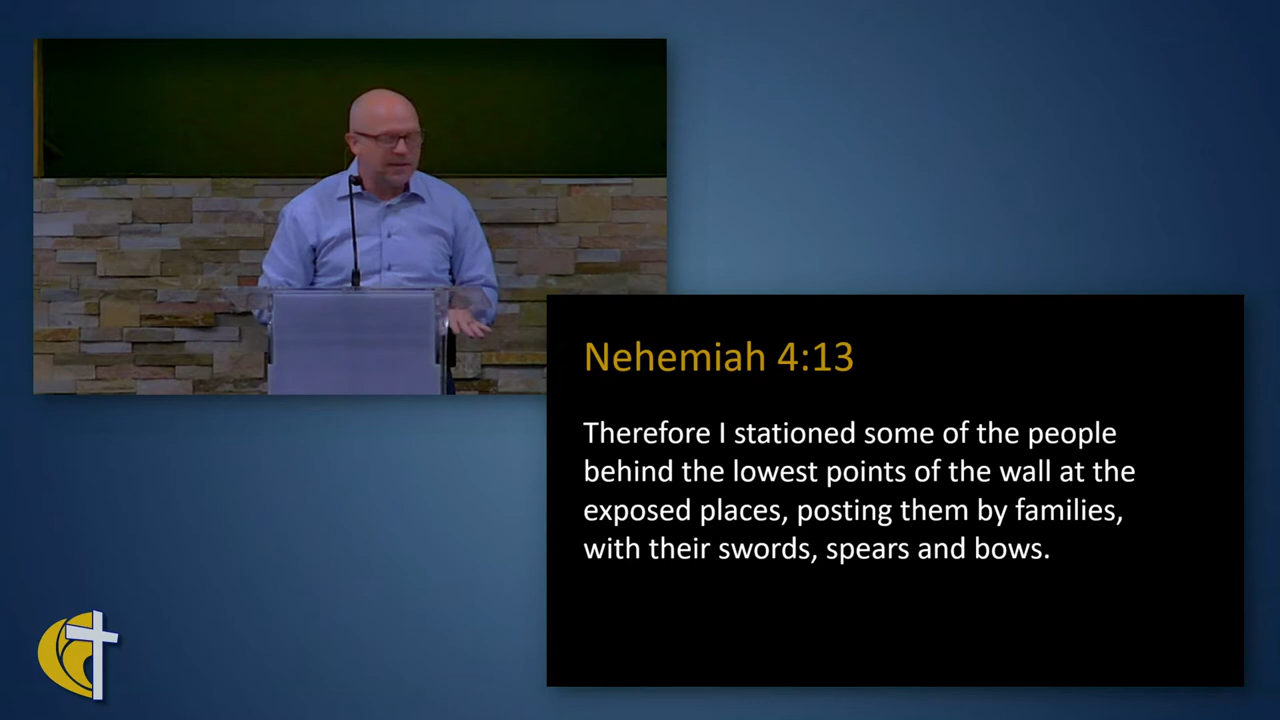 Nehemiah 4:13
Therefore I stationed some of the people
behind the lowest points of the wall at the
exposed places, posting them by families,
with their swords, spears and bows.